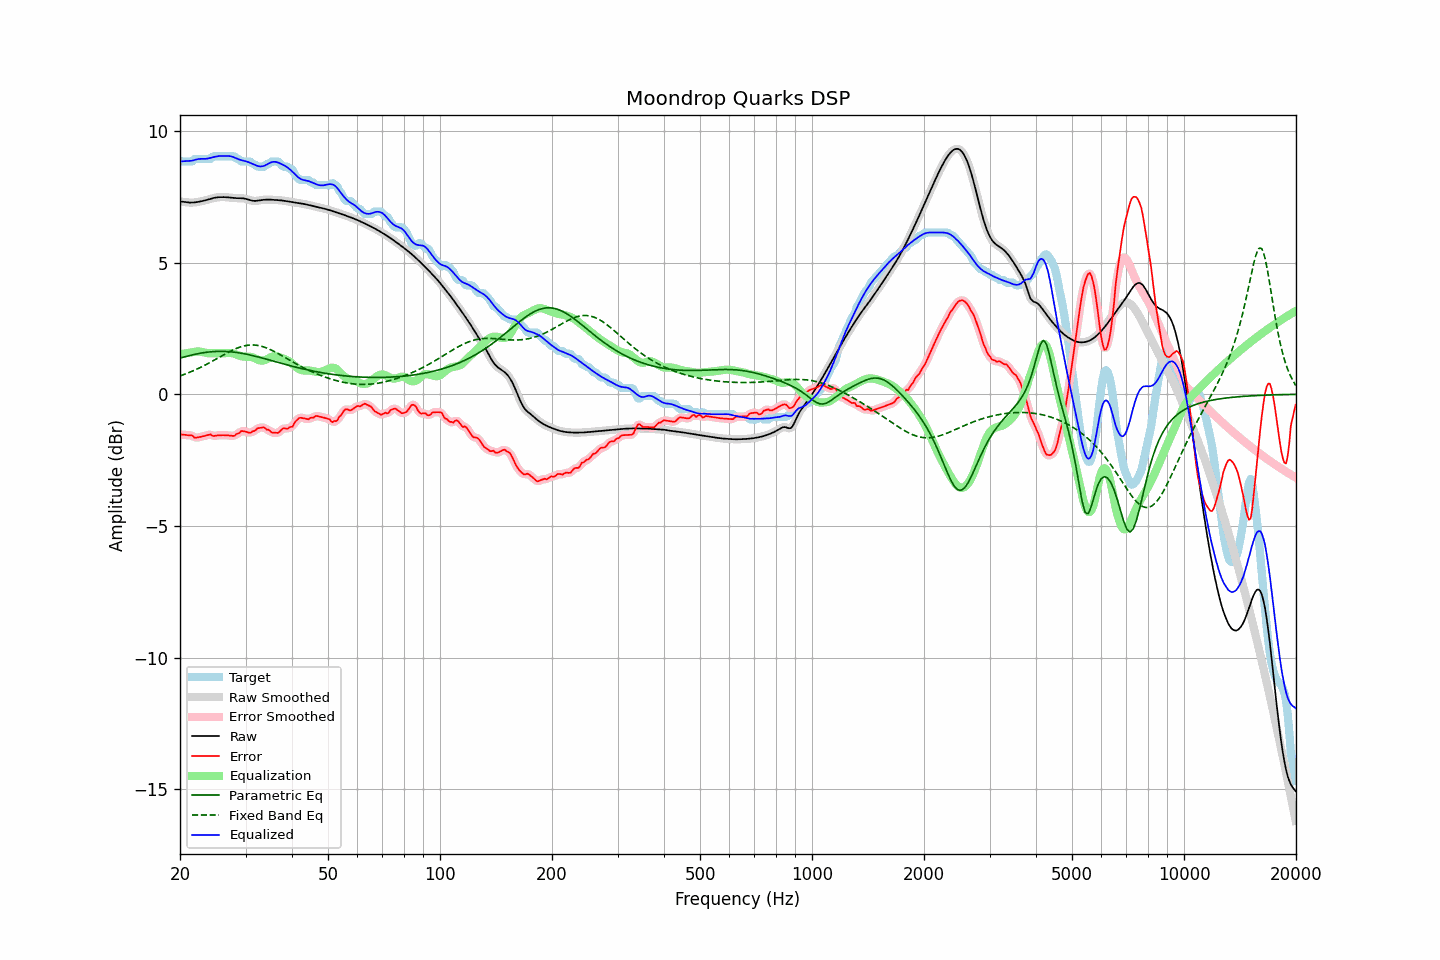 Moondrop Quarks DSP
Amplitude (dBr)
10
5
0
−5
−10
−15
Target
Raw Smoothed
Error Smoothed
Raw
Error
Equalization
Parametric Eq
Fixed Band Eq
Equalized
20 50 100 200 500 1000 2000 5000 10000 20000
Frequency (Hz)